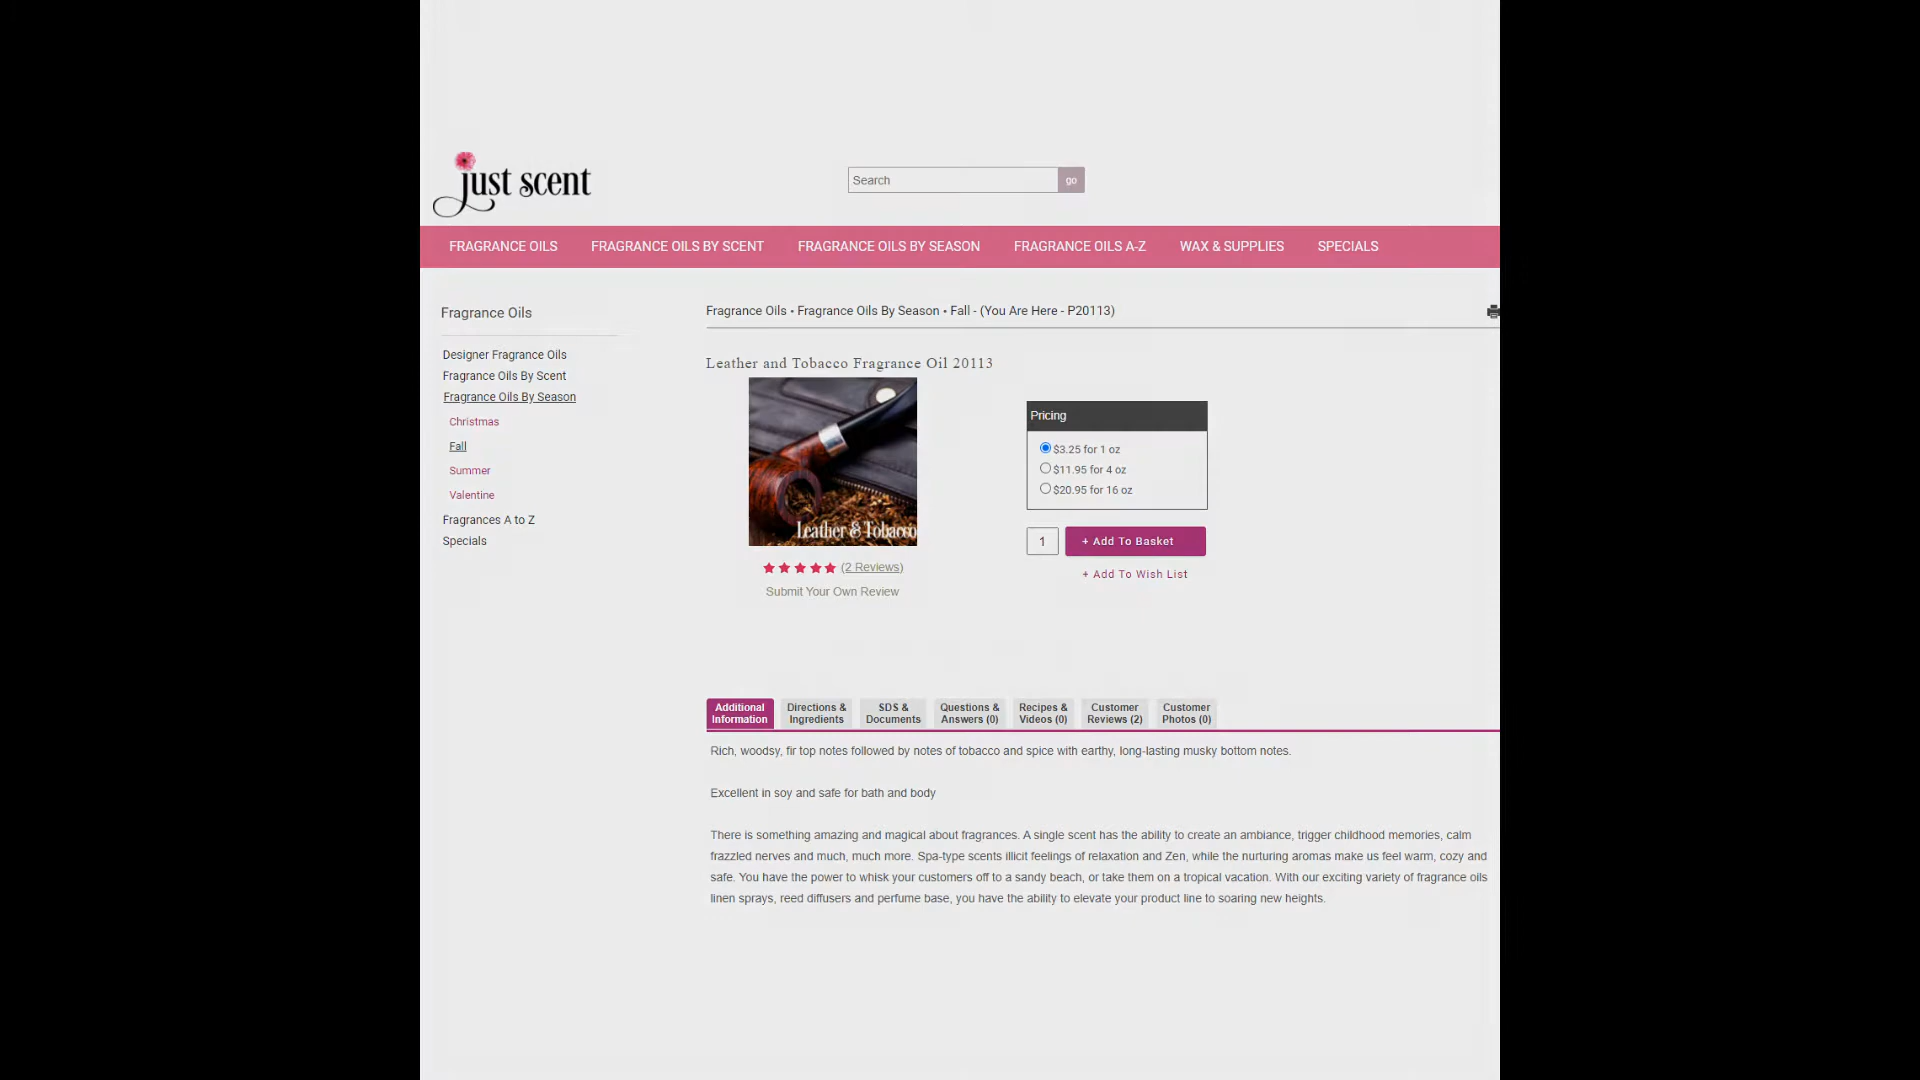 just scent
Search
go
FRAGRANCE OILS
FRAGRANCE OILS BY SCENT
FRAGRANCE OILS BY SEASON
FRAGRANCE OILS A-Z
WAX & SUPPLIES
SPECIALS
Fragrance Oils
Designer Fragrance Oils
Fragrance Oils By Scent
Fragrance Oils By Season
Christmas
Fall
Summer
Valentine
Fragrances A to Z
Specials
Fragrance Oils • Fragrance Oils By Season • Fall - (You Are Here - P20113)
Leather and Tobacco Fragrance Oil 20113
Leather & Tobacco
(2 Reviews)
Submit Your Own Review
Pricing
$3.25 for 1 oz
$11.95 for 4 oz
$20.95 for 16 oz
1
+ Add To Basket
+ Add To Wish List
Additional
Information
Directions &
Ingredients
SDS &
Documents
Questions &
Answers (0)
Recipes &
Videos (0)
Customer
Reviews (2)
Customer
Photos (0)
Rich, woodsy, fir top notes followed by notes of tobacco and spice with earthy, long-lasting musky bottom notes.
Excellent in soy and safe for bath and body
There is something amazing and magical about fragrances. A single scent has the ability to create an ambiance, trigger childhood memories, calm
frazzled nerves and much, much more. Spa-type scents illicit feelings of relaxation and Zen, while the nurturing aromas make us feel warm, cozy and
safe. You have the power to whisk your customers off to a sandy beach, or take them on a tropical vacation. With our exciting variety of fragrance oils
linen sprays, reed diffusers and perfume base, you have the ability to elevate your product line to soaring new heights.